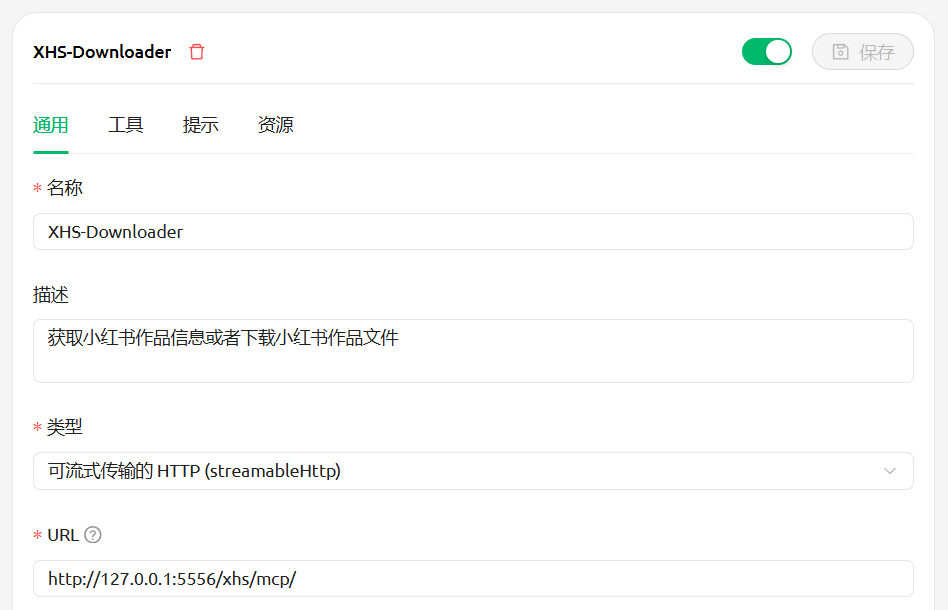 XHS-Downloader
保存
通用 工具 提示 资源
* 名称
XHS-Downloader
描述
获取小红书作品信息或者下载小红书作品文件
* 类型
可流式传输的 HTTP (streamableHttp)
* URL ?
http://127.0.0.1:5556/xhs/mcp/